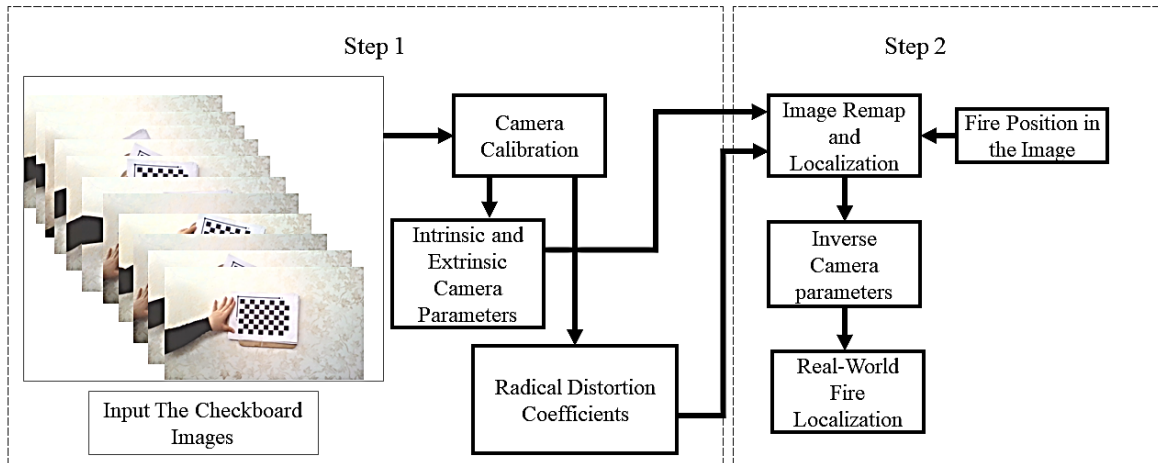 Step 1
Input The Checkboard
Images
Camera
Calibration
Intrinsic and
Extrinsic
Camera
Parameters
Radical Distortion
Coefficients
Step 2
Image Remap
and
Localization
Fire Position in
the Image
Inverse
Camera
parameters
Real-World
Fire
Localization